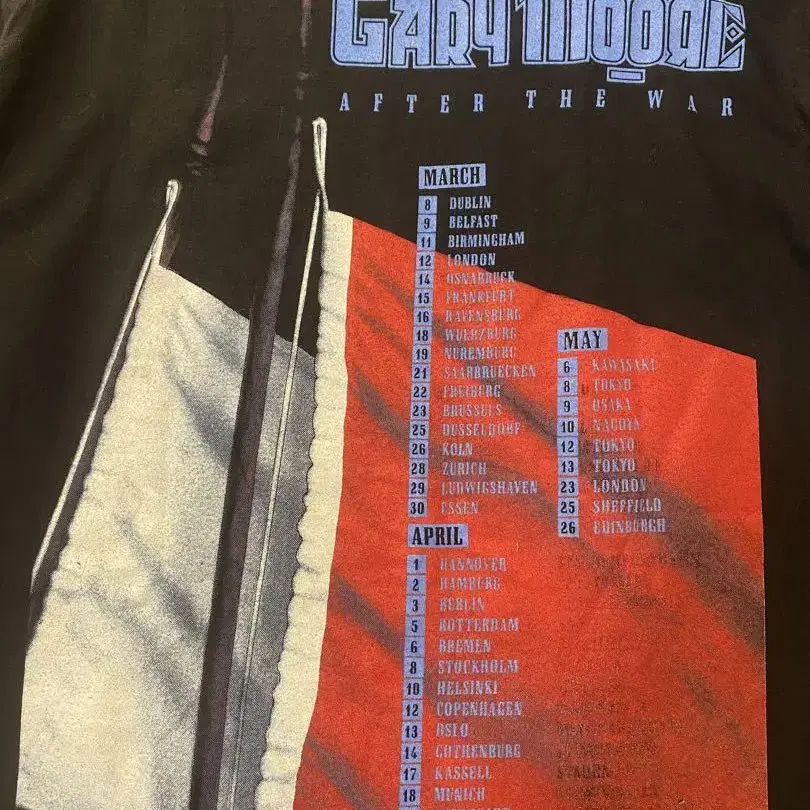 GARY MOORE
AFTER THE WAR
MARCH
8 DUBLIN
9 BELFAST
11 BIRMINGHAM
12 LONDON
14 OSNABRUCK
15 FRANKFURT
16 RAVENSBURG
18 WUERZBURG
19 NUREMBURG
21 SAARBRUECKEN
22 FREIBURG
23 BRUSSELS
25 DUSSELDORF
26 KOLN
28 ZURICH
29 LUDWIGSHAVEN
30 ESSEN
APRIL
1 HANNOVER
2 HAMBURG
3 BERLIN
5 ROTTERDAM
6 BREMEN
8 STOCKHOLM
10 HELSINKI
12 COPENHAGEN
13 OSLO
14 GOTHENBURG
17 KASSELL
18 MUNICH
MAY
6 KAWASAKI
8 TOKYO
9 OSAKA
10 NAGOYA
12 TOKYO
13 TOKYO
23 LONDON
25 SHEFFIELD
26 EDINBURGH